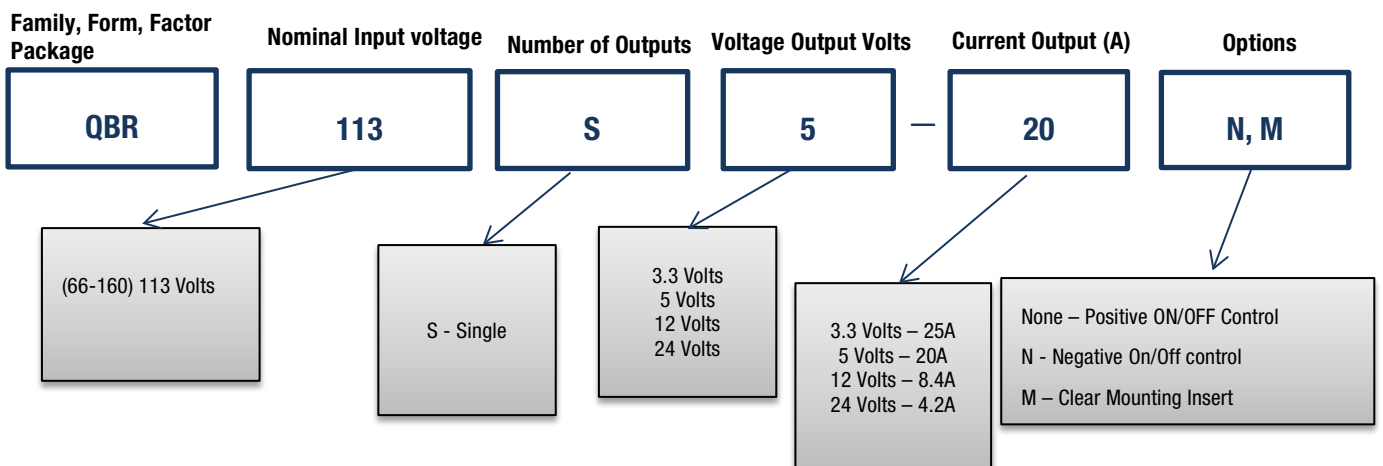 Family, Form, Factor
Package
Nominal Input voltage
Number of Outputs
Voltage Output Volts
Current Output (A)
Options
QBR
113
S
5
—
20
N, M
(66-160) 113 Volts
S - Single
3.3 Volts
5 Volts
12 Volts
24 Volts
3.3 Volts – 25A
5 Volts – 20A
12 Volts – 8.4A
24 Volts – 4.2A
None – Positive ON/OFF Control
N - Negative On/Off control
M – Clear Mounting Insert